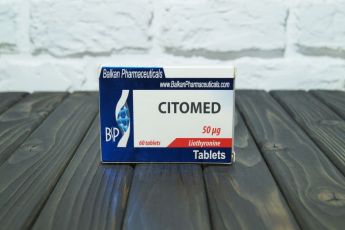 Balkan Pharmaceuticals
www.BalkanPharmaceuticals.com
CITOMED
50 µg
BP
60 tablets
Liothyronine
Tablets